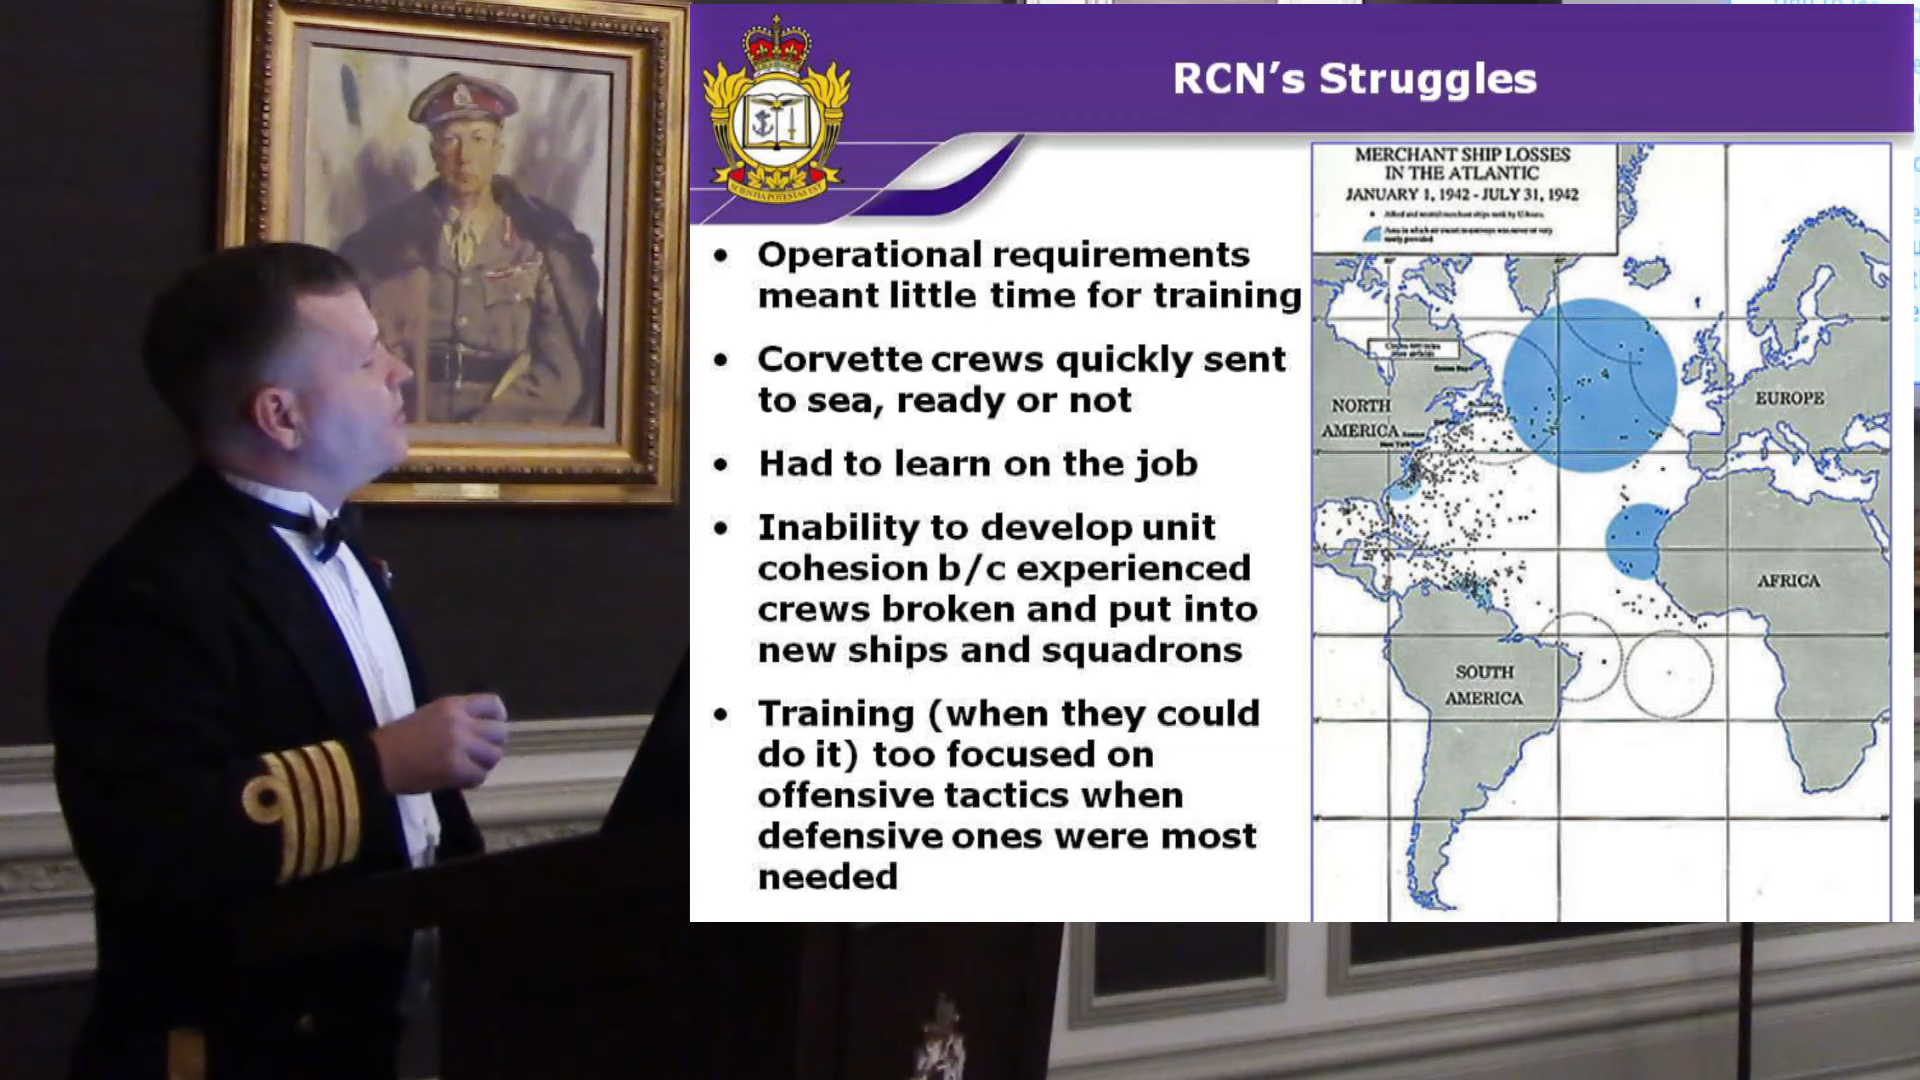 RCN's Struggles
MERCHANT SHIP LOSSES
IN THE ATLANTIC
JANUARY 1, 1942 - JULY 31, 1942
• Operational requirements
meant little time for training
• Corvette crews quickly sent
to sea, ready or not
• Had to learn on the job
• Inability to develop unit
cohesion b/c experienced
crews broken and put into
new ships and squadrons
• Training (when they could
do it) too focused on
offensive tactics when
defensive ones were most
needed
NORTH
AMERICA
EUROPE
AFRICA
SOUTH
AMERICA
SCIENTIA POTESTAS EST